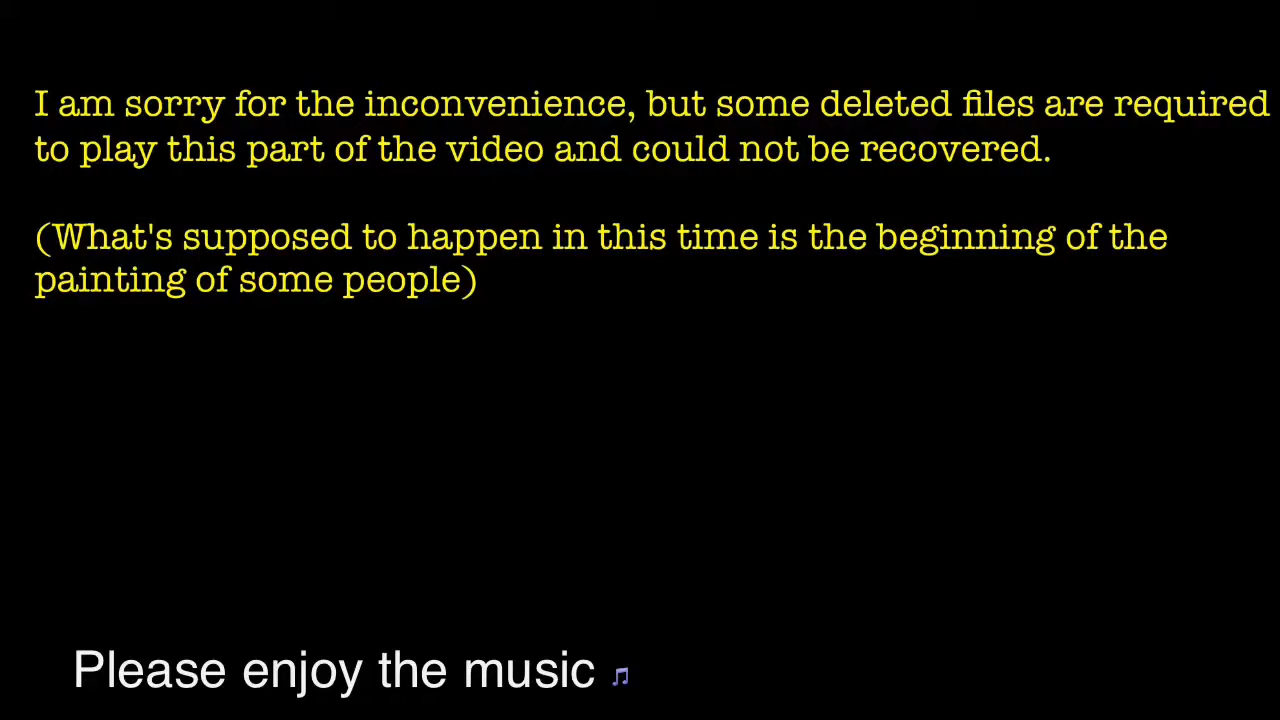 I am sorry for the inconvenience, but some deleted files are required
to play this part of the video and could not be recovered.
(What's supposed to happen in this time is the beginning of the
painting of some people)
Please enjoy the music 🎵